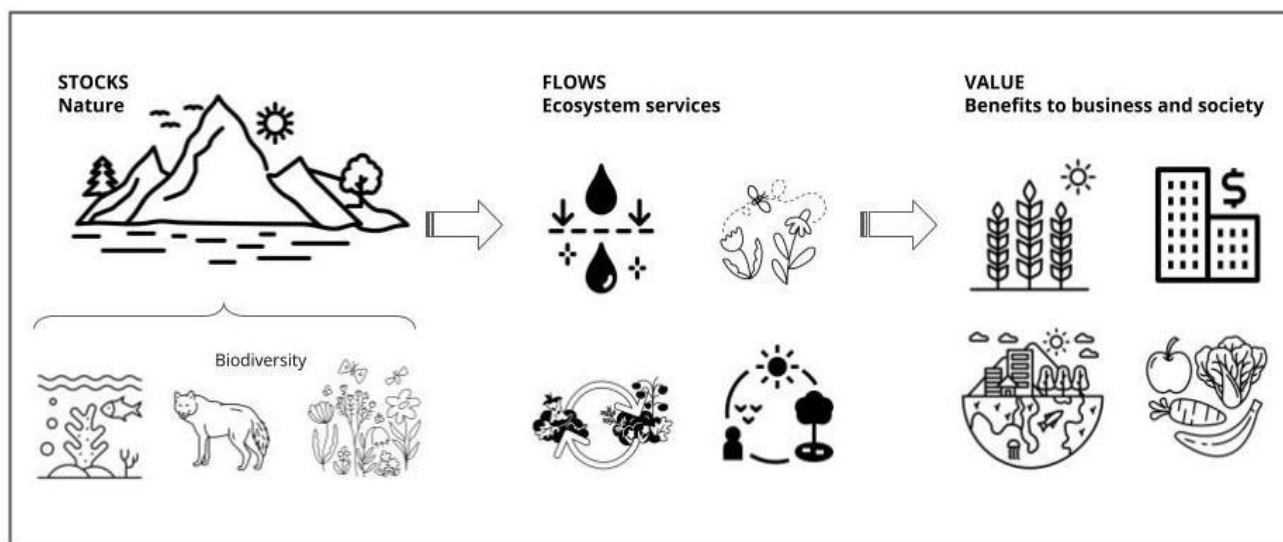 STOCKS
Nature
FLOWS
Ecosystem services
VALUE
Benefits to business and society
$
Biodiversity